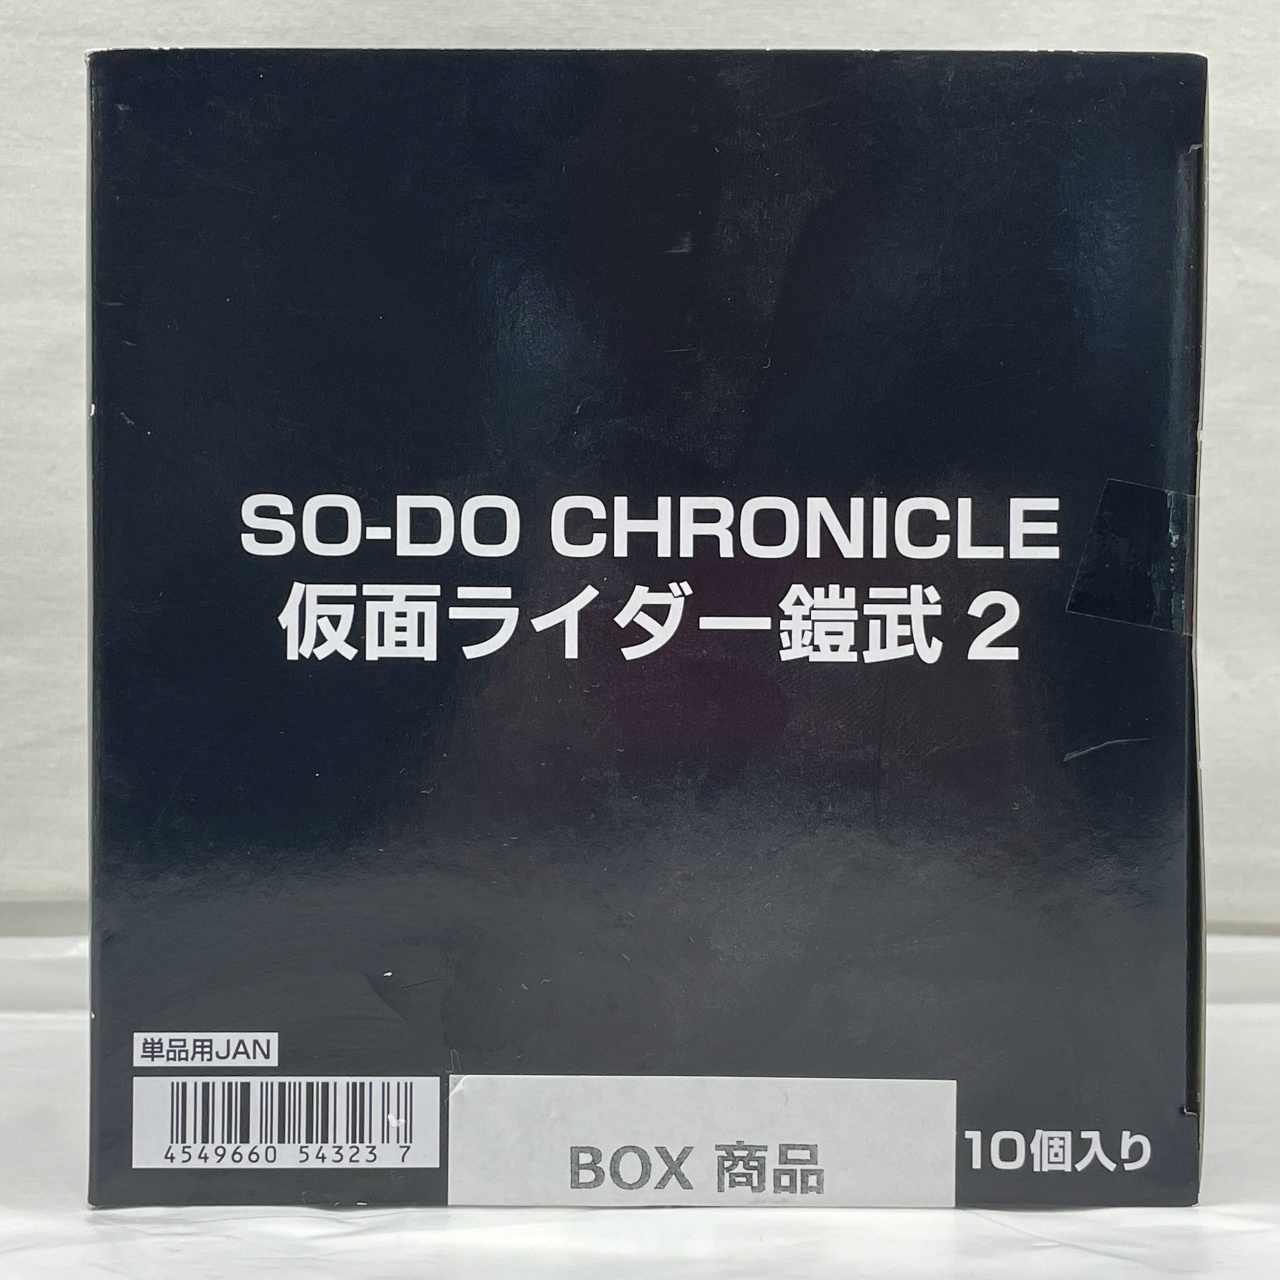 SO-DO CHRONICLE
仮面ライダー鎧武 2
単品用JAN
4549660 54323 7
BOX 商品
10個入り